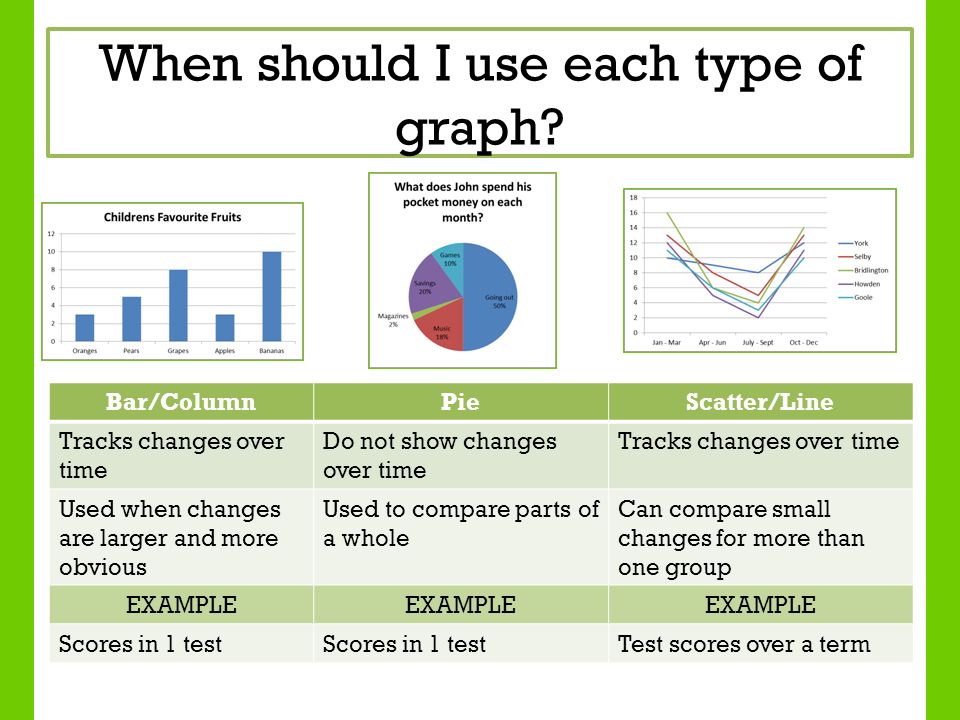 When should I use each type of
graph?
Childrens Favourite Fruits
12
10
8
6
4
2
0
Oranges Pears Grapes Apples Bananas
What does John spend his
pocket money on each
month?
Games
10%
Savings
20%
Going out
50%
Magazines
2%
Music
18%
18
16
14
12
10
8
6
4
2
0
Jan - Mar Apr - Jun July - Sept Oct - Dec
York
Selby
Bridlington
Howden
Goole
Bar/Column Pie Scatter/Line
Tracks changes over
time
Do not show changes
over time
Tracks changes over time
Used when changes
are larger and more
obvious
Used to compare parts of
a whole
Can compare small
changes for more than
one group
EXAMPLE EXAMPLE EXAMPLE
Scores in 1 test Scores in 1 test Test scores over a term